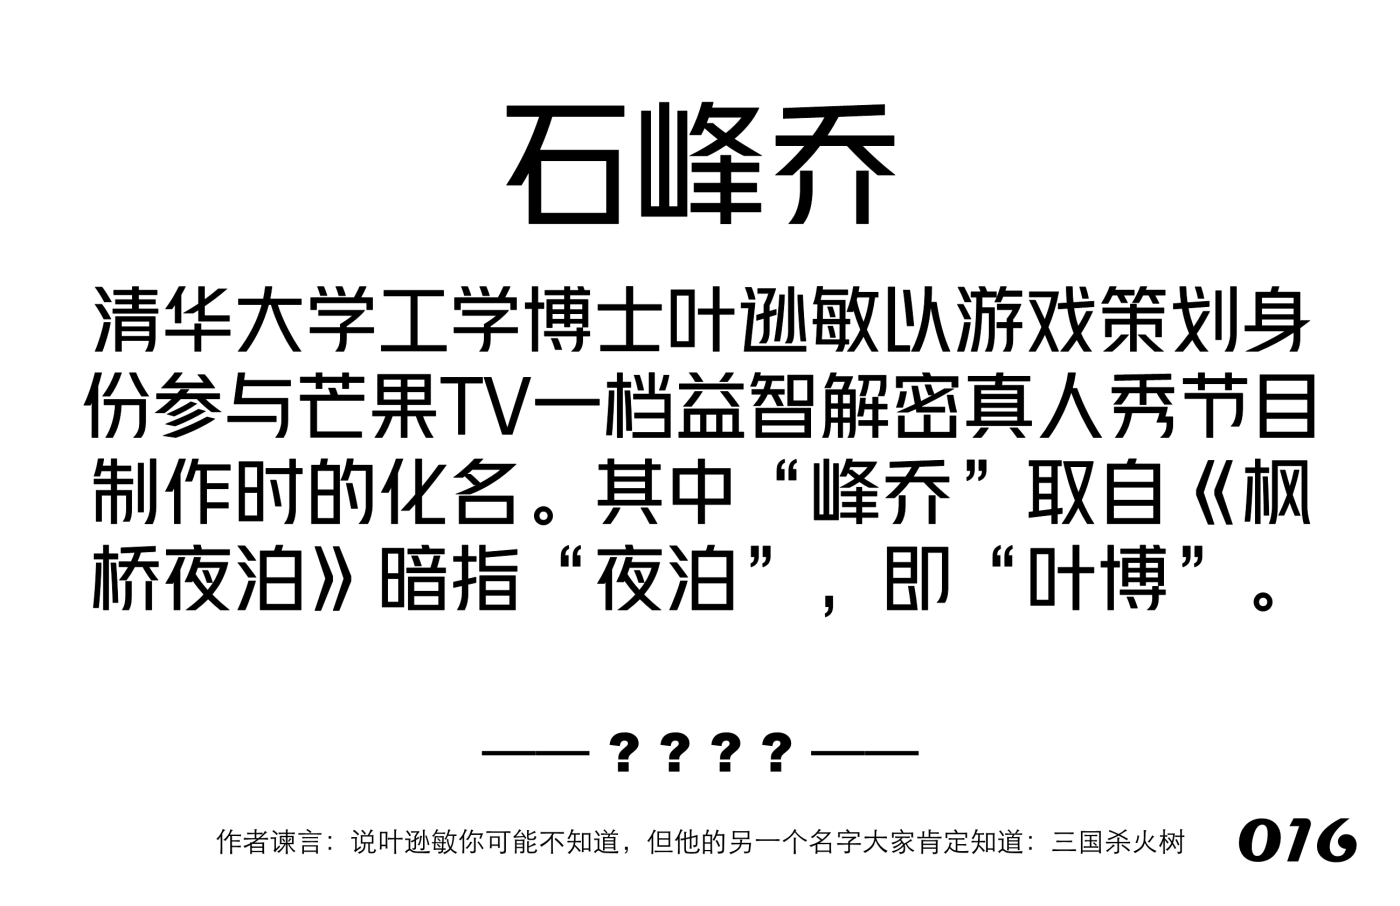 石峰乔
清华大学工学博士叶逊敏以游戏策划身
份参与芒果TV一档益智解密真人秀节目
制作时的化名。其中“峰乔”取自《枫
桥夜泊》暗指“夜泊”，即“叶博”。
——？？？？——
作者谏言：说叶逊敏你可能不知道，但他的另一个名字大家肯定知道：三国杀火树
016